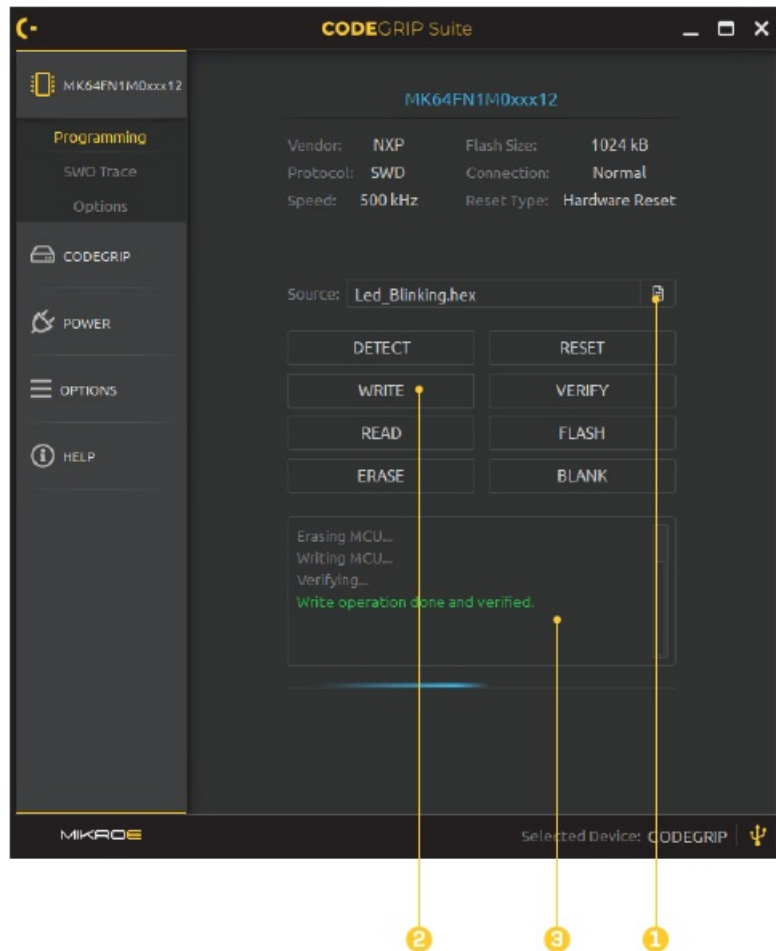 CODEGRIP Suite
MK64FN1M0xxx12
Programming
SWO Trace
Options
CODEGRIP
POWER
OPTIONS
HELP
MK64FN1M0xxx12
Vendor: NXP Flash Size: 1024 kB
Protocol: SWD Connection: Normal
Speed: 500 kHz Reset Type: Hardware Reset
Source: Led_Blinking.hex
DETECT RESET
WRITE VERIFY
READ FLASH
ERASE BLANK
Erasing MCU...
Writing MCU...
Verifying...
Write operation done and verified.
MIKROE
Selected Device: CODEGRIP
2 3 1